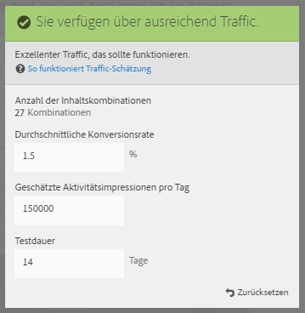 Sie verfügen über ausreichend Traffic.
Exzellenter Traffic, das sollte funktionieren.
So funktioniert Traffic-Schätzung
Anzahl der Inhaltskombinationen
27 Kombinationen
Durchschnittliche Konversionsrate
1.5 %
Geschätzte Aktivitätsimpressionen pro Tag
150000
Testdauer
14 Tage
Zurücksetzen